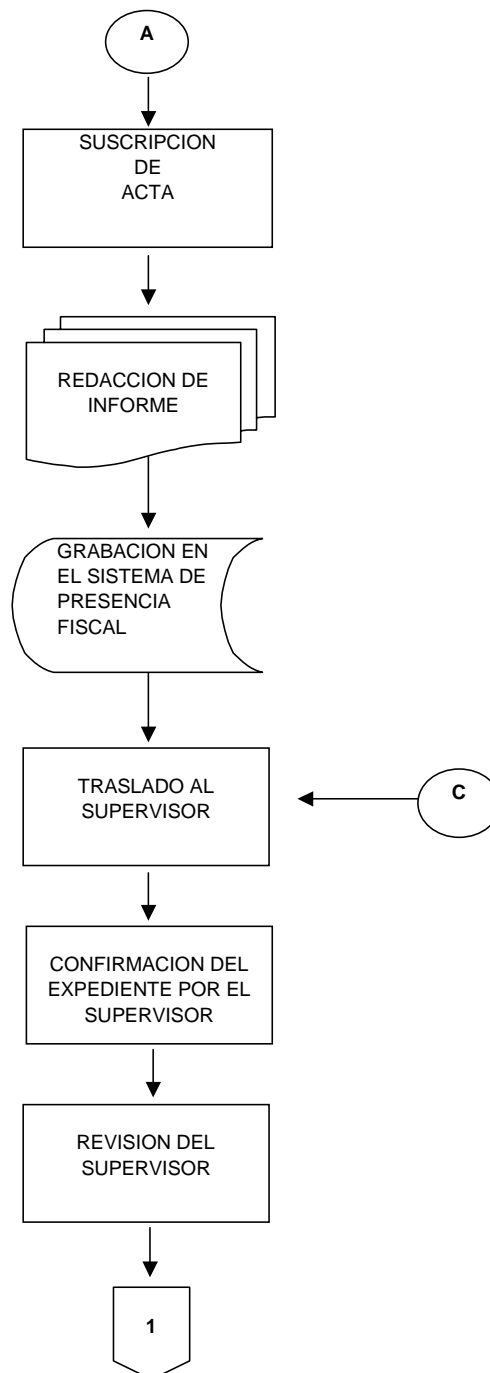 A
SUSCRIPCION
DE
ACTA
REDACCION DE
INFORME
GRABACION EN
EL SISTEMA DE
PRESENCIA
FISCAL
TRASLADO AL
SUPERVISOR
C
CONFIRMACION DEL
EXPEDIENTE POR EL
SUPERVISOR
REVISION DEL
SUPERVISOR
1